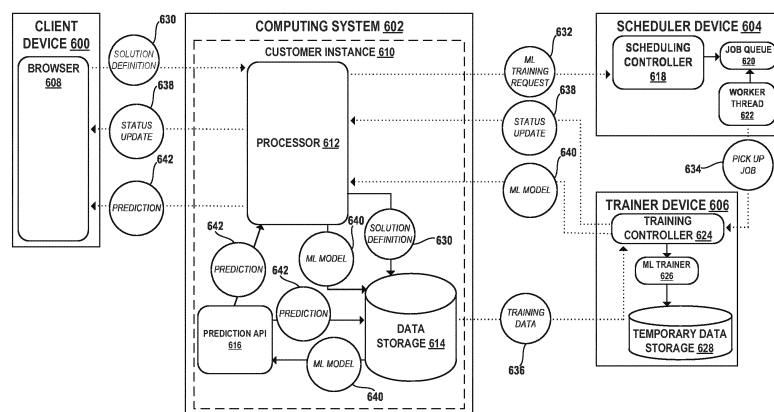 CLIENT
DEVICE 600
BROWSER
608
630
SOLUTION
DEFINITION
638
STATUS
UPDATE
642
PREDICTION
COMPUTING SYSTEM 602
CUSTOMER INSTANCE 610
PROCESSOR 612
642
PREDICTION
640
ML MODEL
SOLUTION
DEFINITION
630
642
PREDICTION
PREDICTION API
616
DATA
STORAGE 614
ML MODEL
640
632
ML
TRAINING
REQUEST
638
STATUS
UPDATE
640
ML MODEL
TRAINING
DATA
636
SCHEDULER DEVICE 604
SCHEDULING
CONTROLLER
618
JOB QUEUE
620
WORKER
THREAD
622
634
PICK UP
JOB
TRAINER DEVICE 606
TRAINING
CONTROLLER
624
ML TRAINER
626
TEMPORARY DATA
STORAGE 628